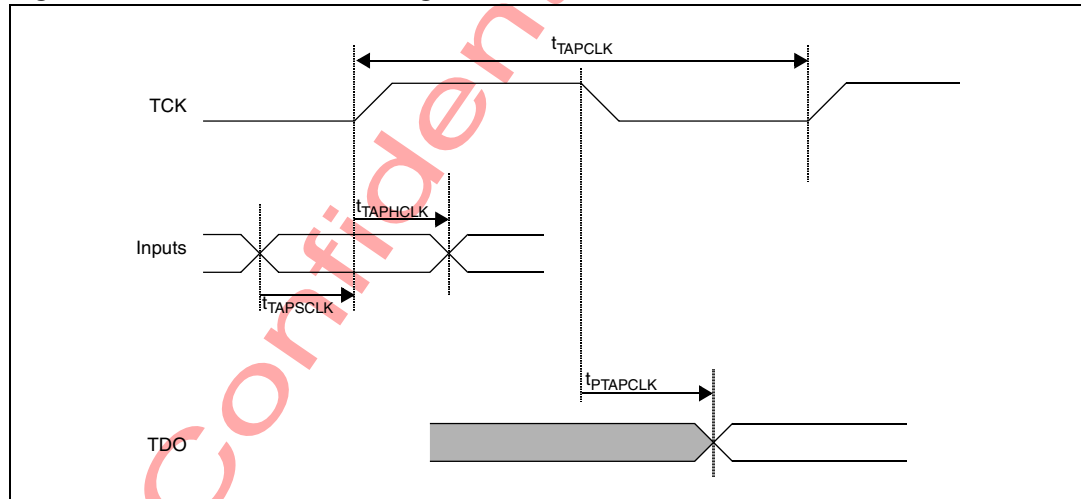 tTAPCLK
TCK
tTAPHCLK
Inputs
tTAPSCLK
tPTAPCLK
TDO
Confiden